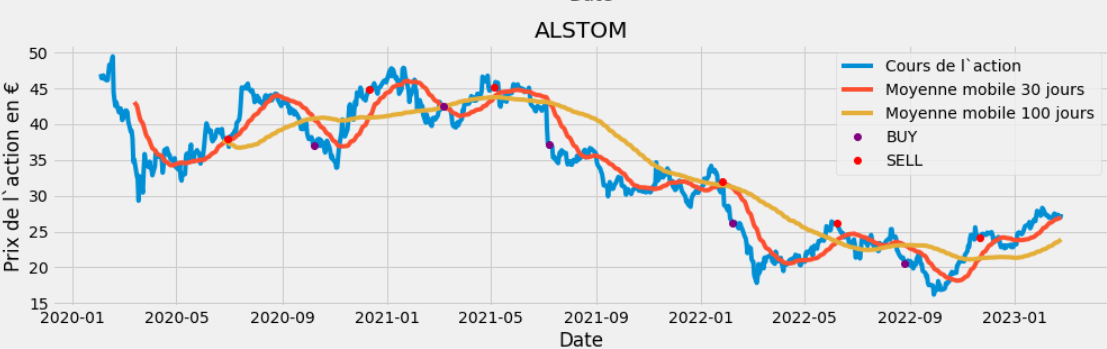 Date
ALSTOM
Prix de l`action en €
50
45
40
35
30
25
20
15
Cours de l`action
Moyenne mobile 30 jours
Moyenne mobile 100 jours
BUY
SELL
2020-01 2020-05 2020-09 2021-01 2021-05 2021-09 2022-01 2022-05 2022-09 2023-01
Date